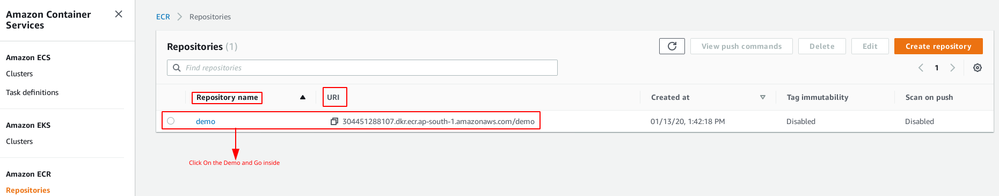 Amazon Container
Services
Amazon ECS
Clusters
Task definitions
Amazon EKS
Clusters
Amazon ECR
Repositories
ECR Repositories
Repositories (1)
View push commands Delete Edit Create repository
Find repositories
1
Repository name URI Created at Tag immutability Scan on push
demo 304451288107.dkr.ecr.ap-south-1.amazonaws.com/demo 01/13/20, 1:42:18 PM Disabled Disabled
Click On the Demo and Go inside